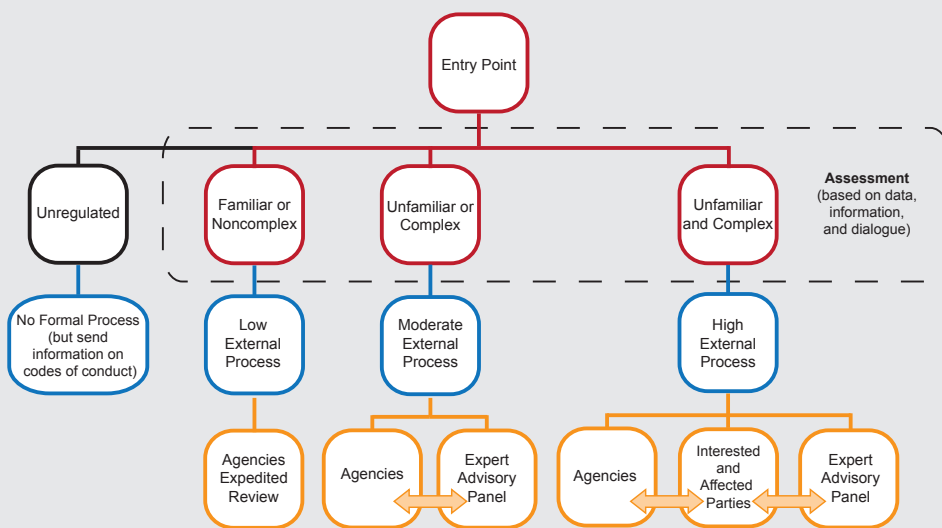 Entry Point
Unregulated
Familiar or
Noncomplex
Unfamiliar or
Complex
Unfamiliar
and Complex
Assessment
(based on data,
information,
and dialogue)
No Formal Process
(but send
information on
codes of conduct)
Low
External
Process
Moderate
External
Process
High
External
Process
Agencies
Expedited
Review
Agencies
Expert
Advisory
Panel
Agencies
Interested
and
Affected
Parties
Expert
Advisory
Panel